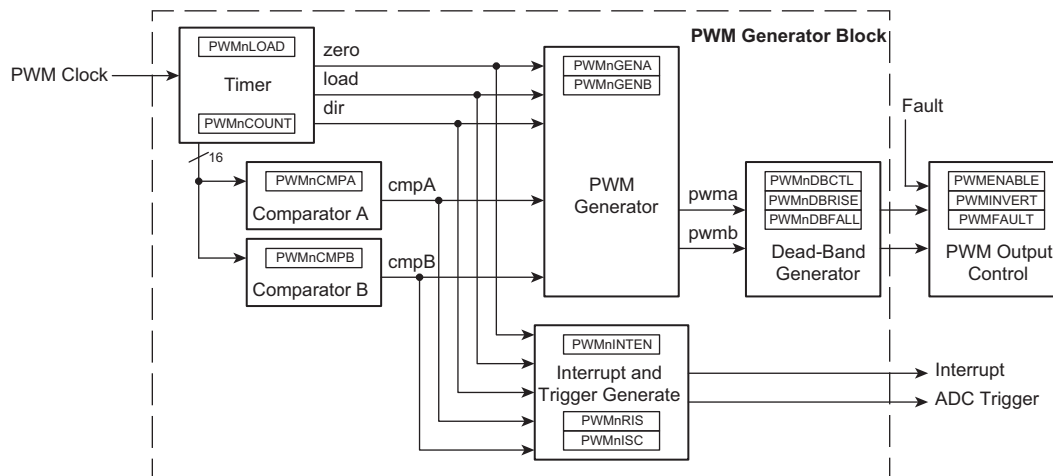 PWM Generator Block
PWM Clock
PWMnLOAD
Timer
PWMnCOUNT
zero
load
dir
16
PWMnCMPA
Comparator A
cmpA
PWMnCMPB
Comparator B
cmpB
PWMnGENA
PWMnGENB
PWM
Generator
pwma
pwmb
PWMnDBCTL
PWMnDBRISE
PWMnDBFALL
Dead-Band
Generator
Fault
PWMENABLE
PWMINVERT
PWMFAULT
PWM Output
Control
PWMnINTEN
Interrupt and
Trigger Generate
PWMnRIS
PWMnISC
Interrupt
ADC Trigger